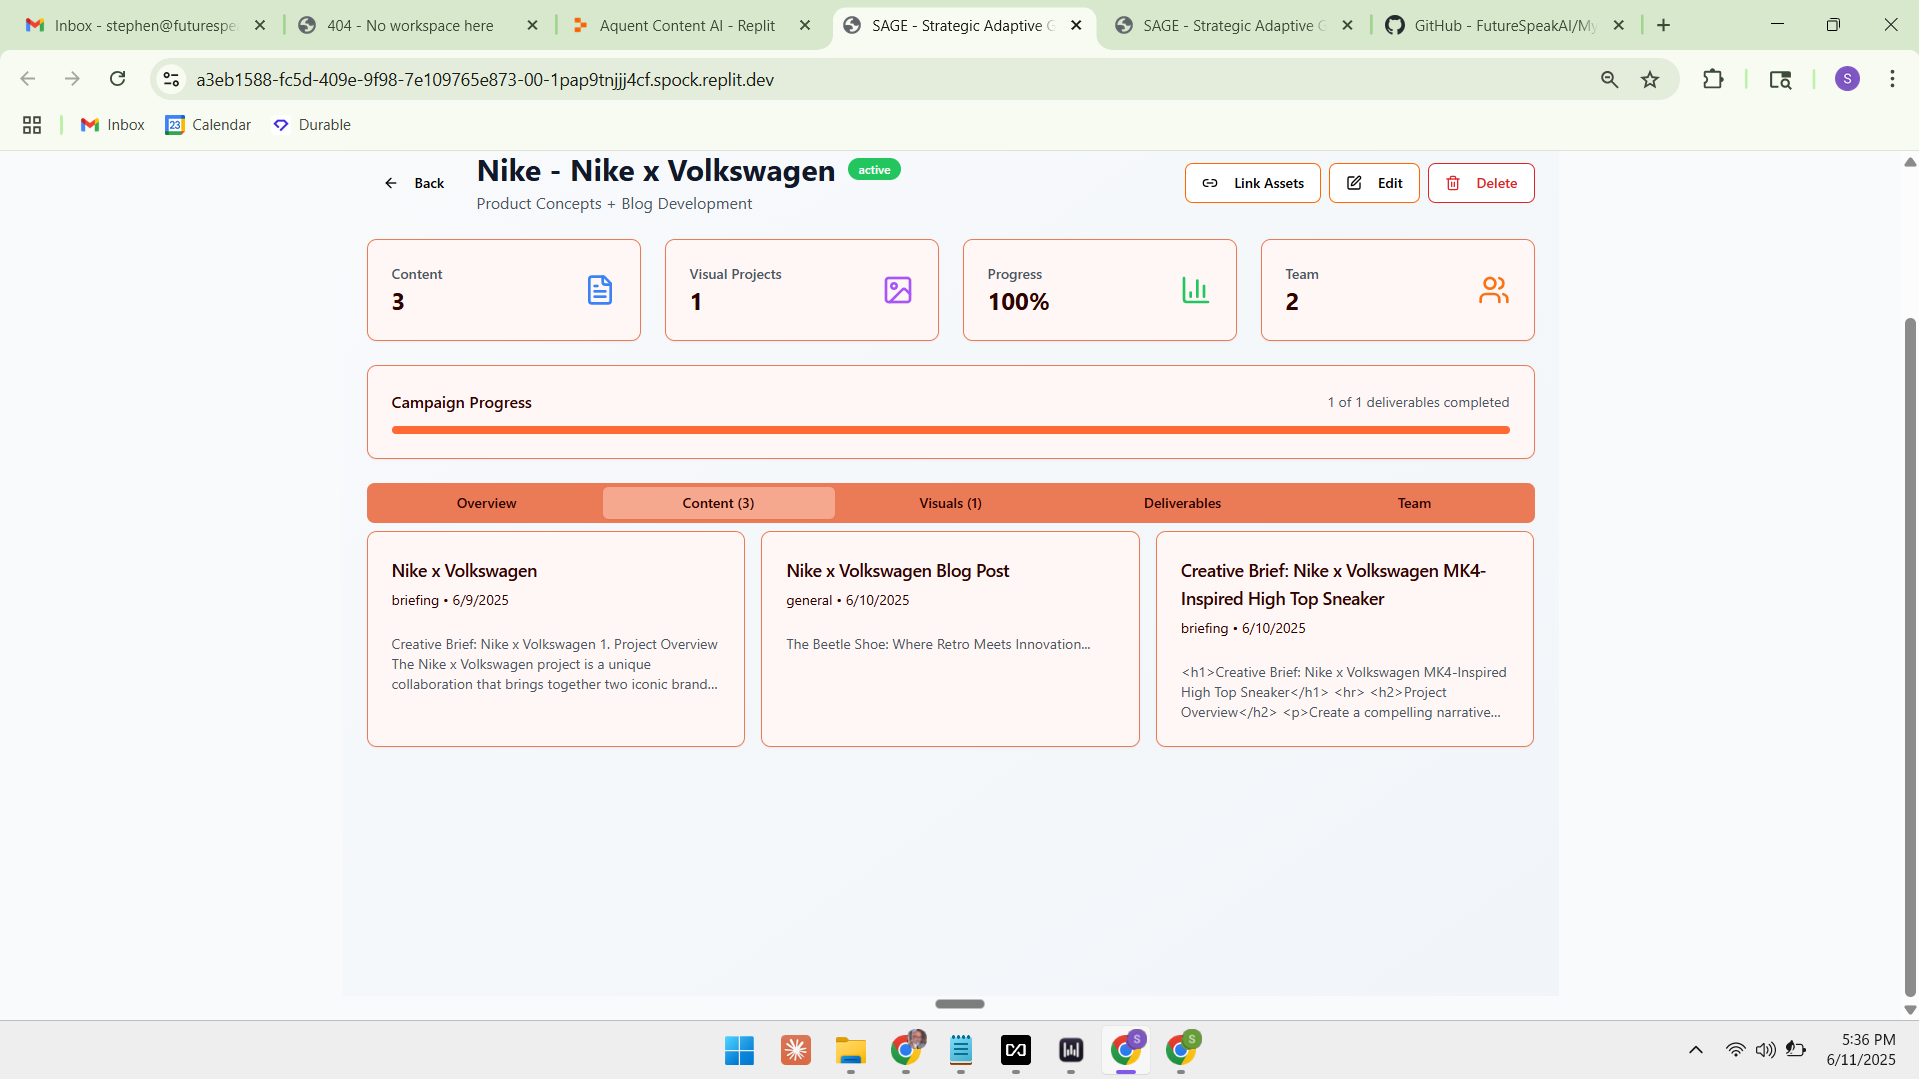 Inbox - stephen@futurespe
404 - No workspace here
Aquent Content AI - Replit
SAGE - Strategic Adaptive G
SAGE - Strategic Adaptive G
GitHub - FutureSpeakAI/My
a3eb1588-fc5d-409e-9f98-7e109765e873-00-1pap9tnjjj4cf.spock.replit.dev
S
Inbox
23
Calendar
Durable
Back
Nike - Nike x Volkswagen
active
Product Concepts + Blog Development
Link Assets
Edit
Delete
Content
3
Visual Projects
1
Progress
100%
Team
2
Campaign Progress
1 of 1 deliverables completed
Overview
Content (3)
Visuals (1)
Deliverables
Team
Nike x Volkswagen
briefing • 6/9/2025
Creative Brief: Nike x Volkswagen 1. Project Overview
The Nike x Volkswagen project is a unique
collaboration that brings together two iconic brand...
Nike x Volkswagen Blog Post
general • 6/10/2025
The Beetle Shoe: Where Retro Meets Innovation...
Creative Brief: Nike x Volkswagen MK4-
Inspired High Top Sneaker
briefing • 6/10/2025
<h1>Creative Brief: Nike x Volkswagen MK4-Inspired
High Top Sneaker</h1> <hr> <h2>Project
Overview</h2> <p>Create a compelling narrative...
S
S
5:36 PM
6/11/2025